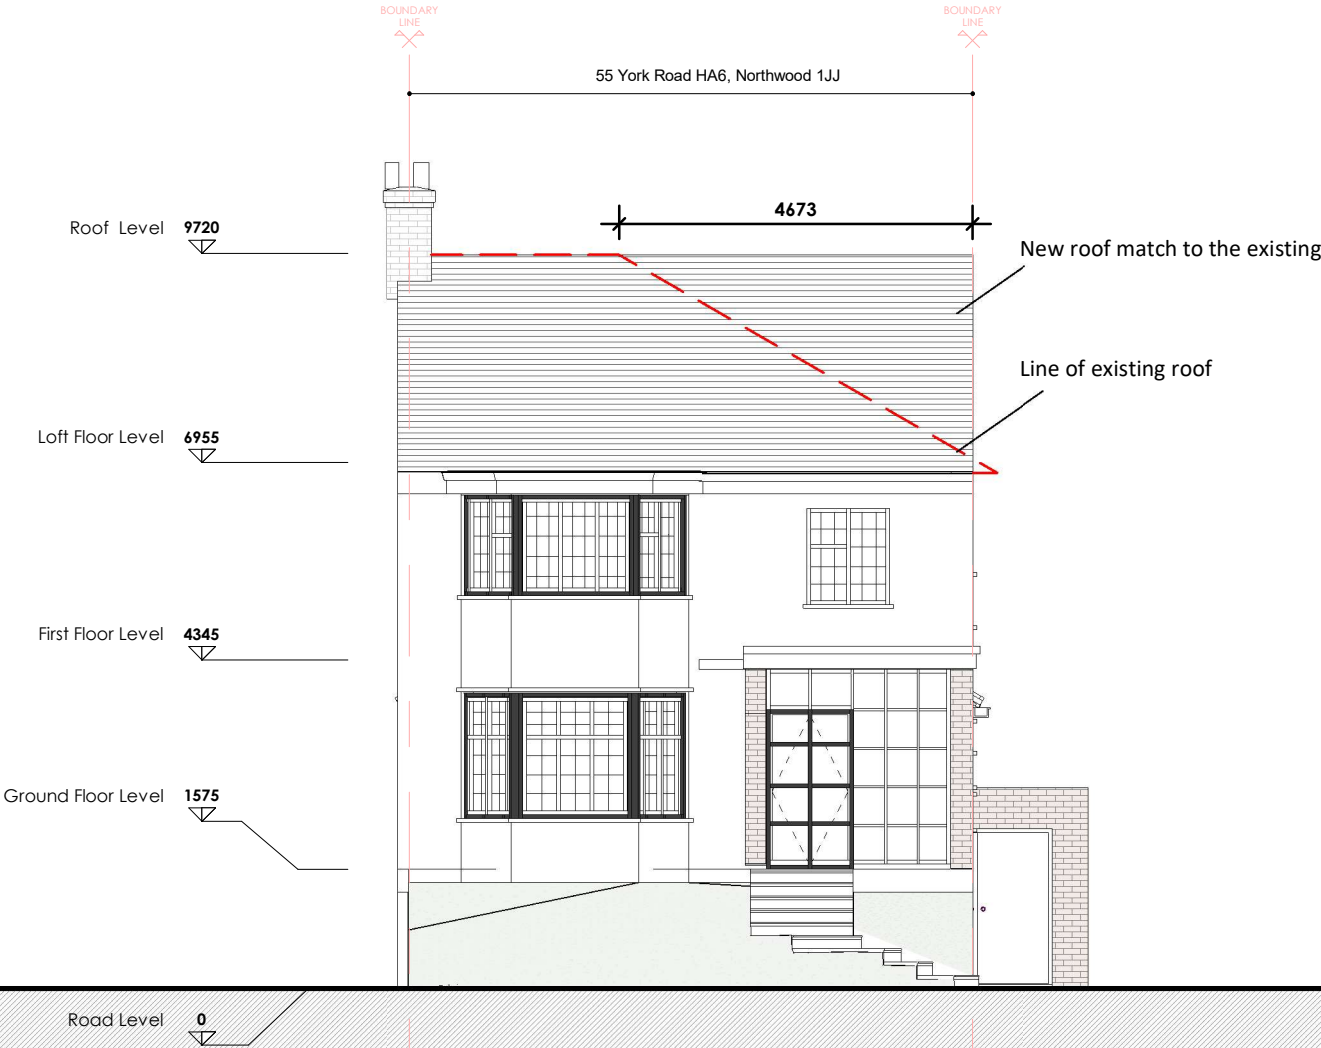 BOUNDARY
LINE
BOUNDARY
LINE
55 York Road HA6, Northwood 1JJ
4673
Roof Level 9720
New roof match to the existing
Line of existing roof
Loft Floor Level 6955
First Floor Level 4345
Ground Floor Level 1575
Road Level 0